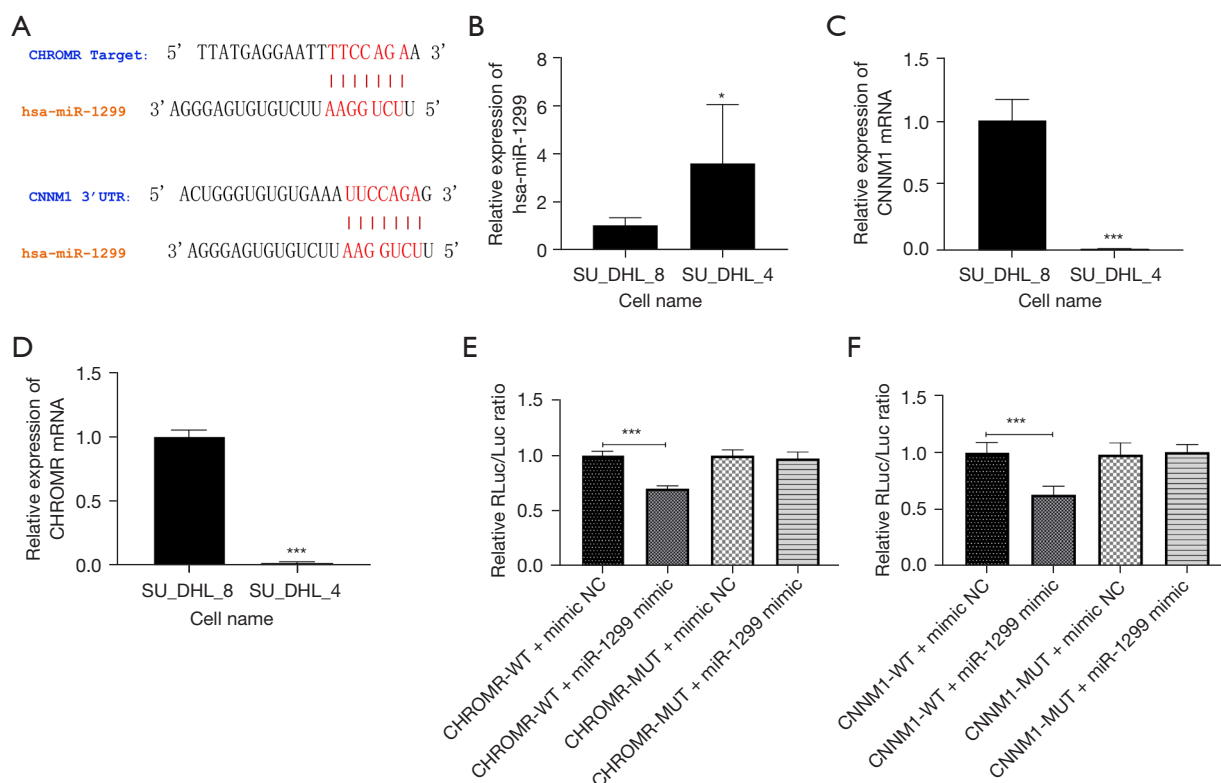 A
CHROMR Target: 5' TTATGAGGAATTTTCCAGAA 3'
hsa-miR-1299 3'AGGGAGUGUGUCUUAAGGUCUU 5'
CNNM1 3'UTR: 5' ACUGGGUGUGUGAAAUUCCAGAG 3'
hsa-miR-1299 3'AGGGAGUGUGUCUUAAGGUCUU 5'
B
Relative expression of
hsa-miR-1299
8
6
4
2
0
*
SU_DHL_8 SU_DHL_4
Cell name
C
Relative expression of
CNNM1 mRNA
1.5
1.0
0.5
0.0
***
SU_DHL_8 SU_DHL_4
Cell name
D
Relative expression of
CHROMR mRNA
1.5
1.0
0.5
0.0
***
SU_DHL_8 SU_DHL_4
Cell name
E
Relative RLuc/Luc ratio
1.5
1.0
0.5
0.0
***
CHROMR-WT + mimic NC
CHROMR-WT + miR-1299 mimic
CHROMR-MUT + mimic NC
CHROMR-MUT + miR-1299 mimic
F
Relative RLuc/Luc ratio
1.5
1.0
0.5
0.0
***
CNNM1-WT + mimic NC
CNNM1-WT + miR-1299 mimic
CNNM1-MUT + mimic NC
CNNM1-MUT + miR-1299 mimic